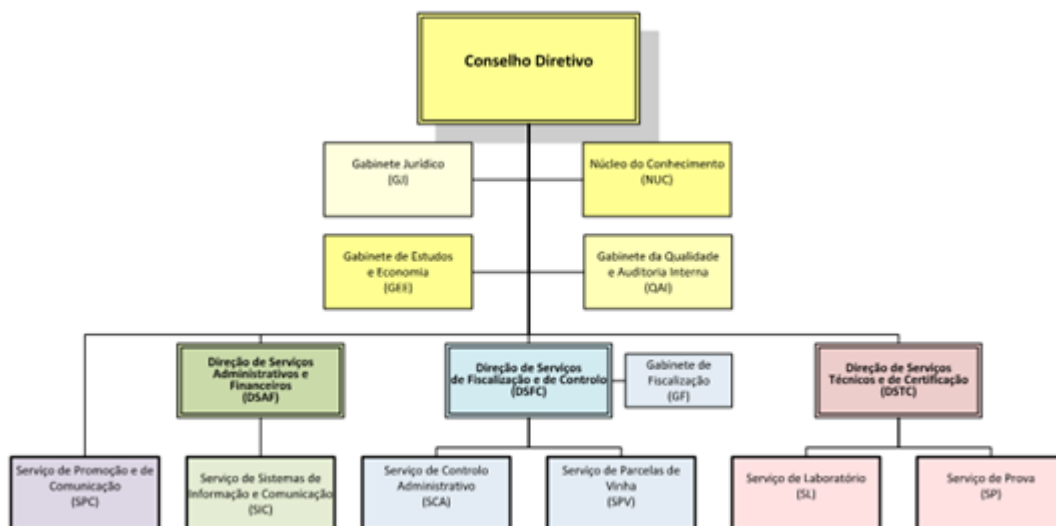 Conselho Diretivo
Gabinete Jurídico
(GJ)
Núcleo do Conhecimento
(NUC)
Gabinete de Estudos
e Economia
(GEE)
Gabinete da Qualidade
e Auditoria Interna
(QAI)
Direção de Serviços
Administrativos e
Financeiros
(DSAF)
Direção de Serviços
de Fiscalização e de Controlo
(DSFC)
Gabinete de
Fiscalização
(GF)
Direção de Serviços
Técnicos e de Certificação
(DSTC)
Serviço de Promoção e de
Comunicação
(SPC)
Serviço de Sistemas de
Informação e Comunicação
(SIC)
Serviço de Controlo
Administrativo
(SCA)
Serviço de Parcelas de
Vinha
(SPV)
Serviço de Laboratório
(SL)
Serviço de Prova
(SP)